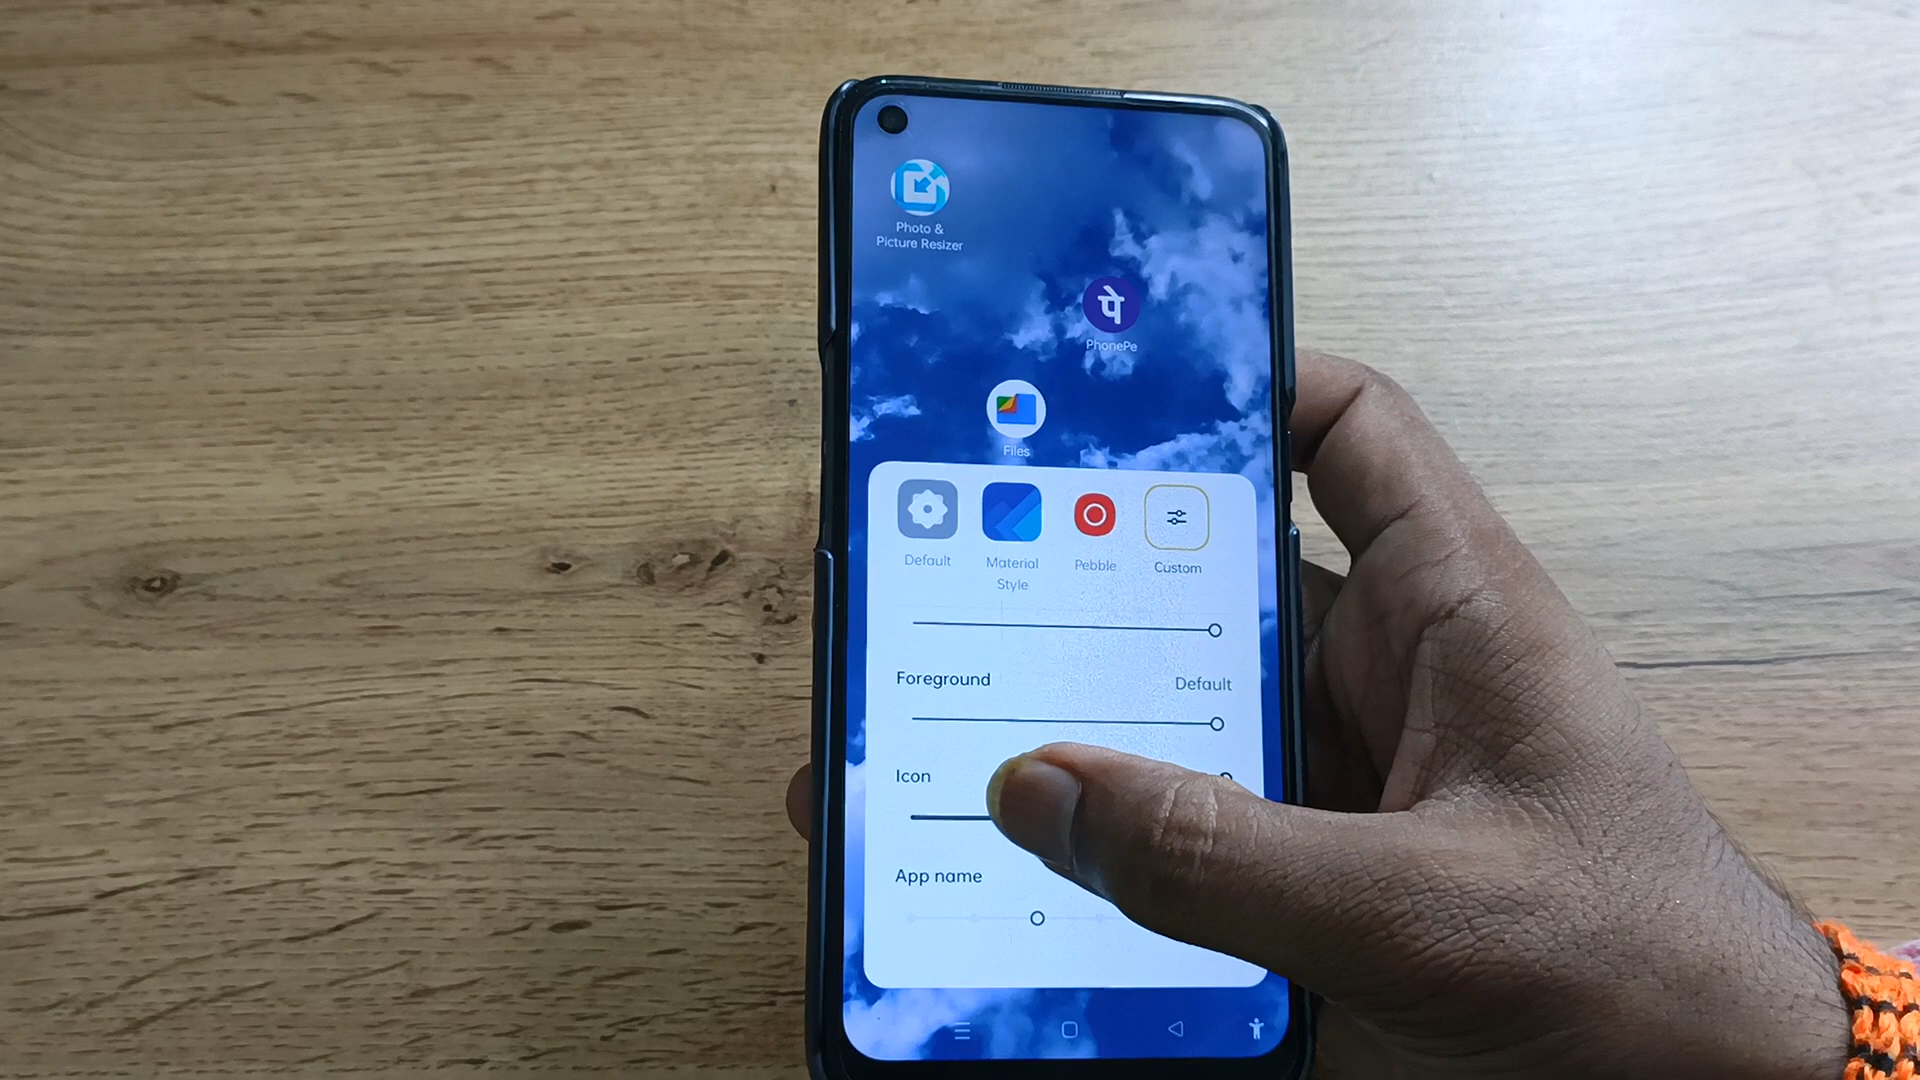 Photo &
Picture Resizer
पे
PhonePe
Files
Default
Material
Style
Pebble
Custom
Foreground
Default
Icon
App name